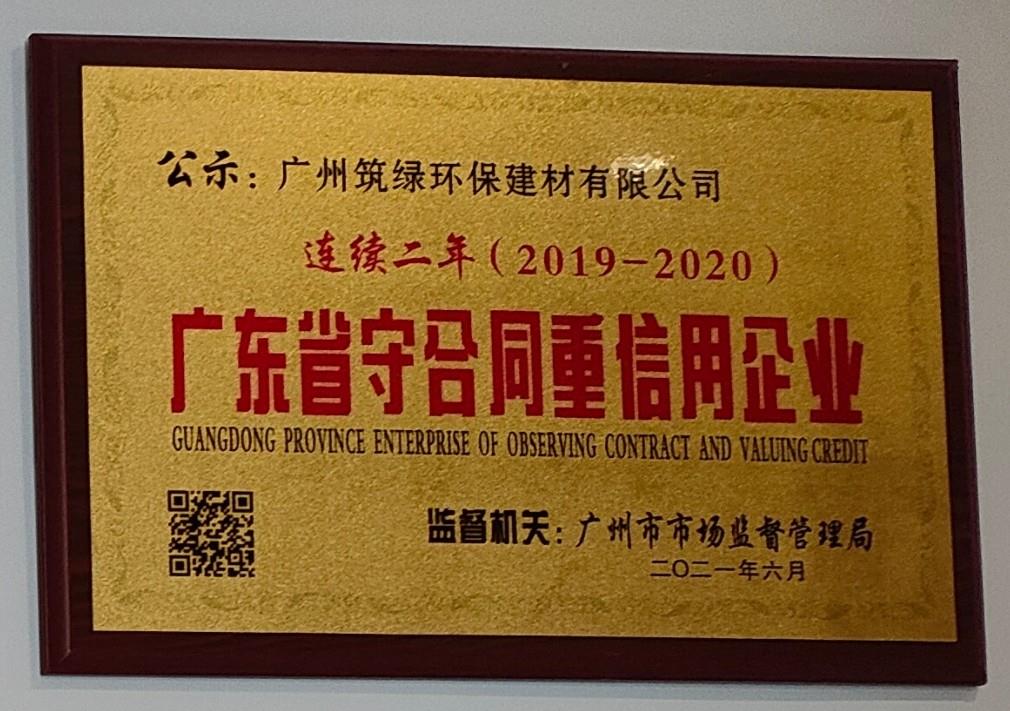 公示：广州筑绿环保建材有限公司
连续二年（2019-2020）
广东省守合同重信用企业
GUANGDONG PROVINCE ENTERPRISE OF OBSERVING CONTRACT AND VALUING CREDIT
监督机关：广州市市场监督管理局
二〇二一年六月